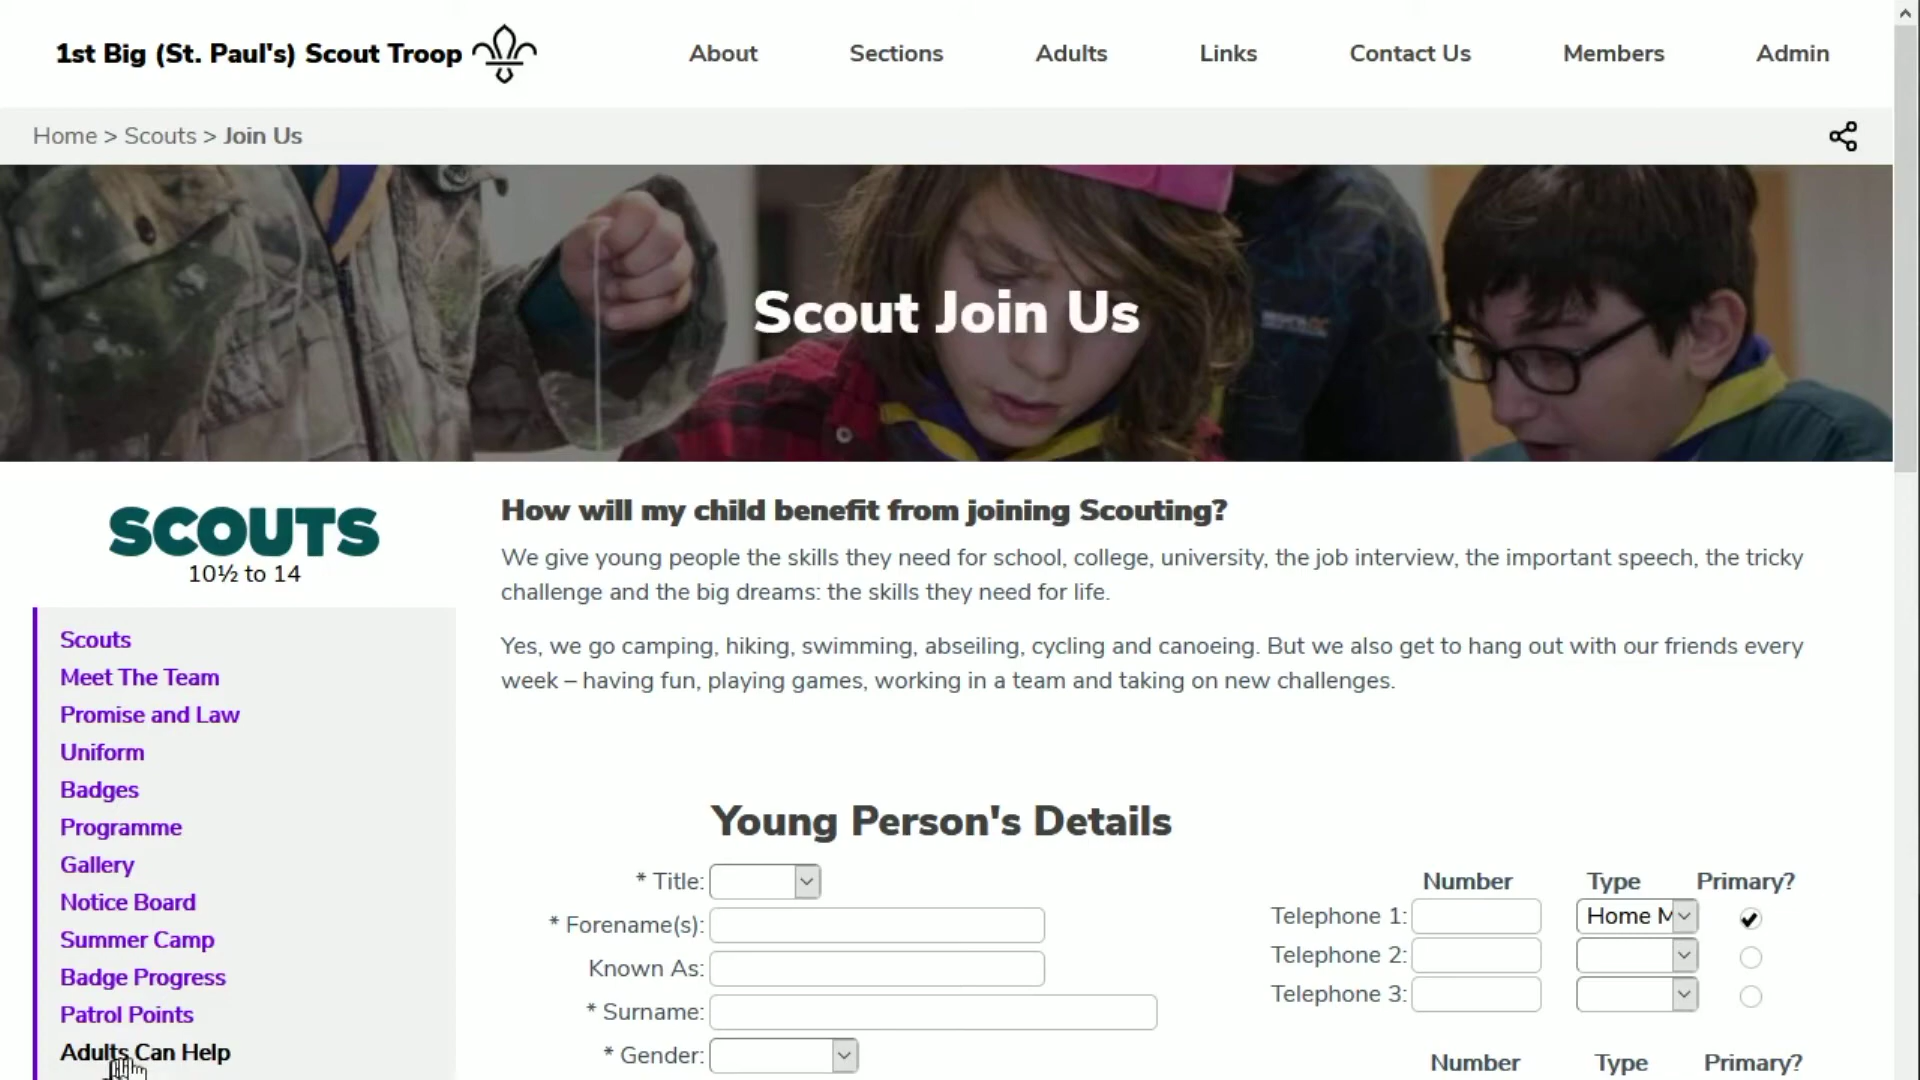 1st Big (St. Paul's) Scout Troop
About
Sections
Adults
Links
Contact Us
Members
Admin
Home > Scouts > Join Us
Scout Join Us
SCOUTS
10½ to 14
Scouts
Meet The Team
Promise and Law
Uniform
Badges
Programme
Gallery
Notice Board
Summer Camp
Badge Progress
Patrol Points
Adults Can Help
How will my child benefit from joining Scouting?
We give young people the skills they need for school, college, university, the job interview, the important speech, the tricky
challenge and the big dreams: the skills they need for life.
Yes, we go camping, hiking, swimming, abseiling, cycling and canoeing. But we also get to hang out with our friends every
week – having fun, playing games, working in a team and taking on new challenges.
Young Person's Details
* Title:
* Forename(s):
Known As:
* Surname:
* Gender:
Number Type Primary?
Telephone 1: Home
Telephone 2:
Telephone 3:
Number Type Primary?